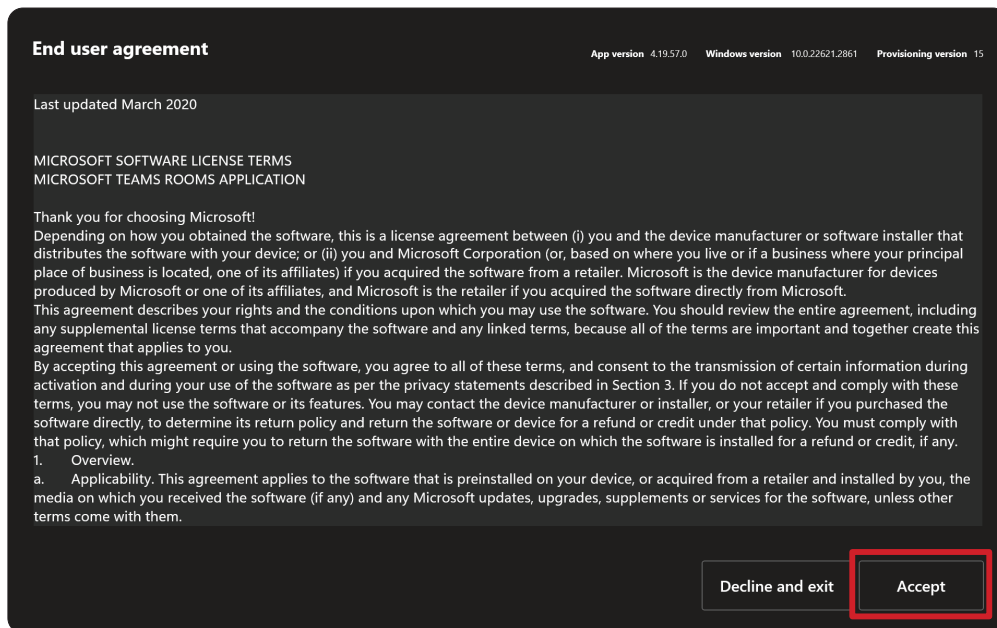 End user agreement
App version 4.19.57.0 Windows version 10.0.22621.2861 Provisioning version 15
Last updated March 2020
MICROSOFT SOFTWARE LICENSE TERMS
MICROSOFT TEAMS ROOMS APPLICATION
Thank you for choosing Microsoft!
Depending on how you obtained the software, this is a license agreement between (i) you and the device manufacturer or software installer that
distributes the software with your device; or (ii) you and Microsoft Corporation (or, based on where you live or if a business where your principal
place of business is located, one of its affiliates) if you acquired the software from a retailer. Microsoft is the device manufacturer for devices
produced by Microsoft or one of its affiliates, and Microsoft is the retailer if you acquired the software directly from Microsoft.
This agreement describes your rights and the conditions upon which you may use the software. You should review the entire agreement, including
any supplemental license terms that accompany the software and any linked terms, because all of the terms are important and together create this
agreement that applies to you.
By accepting this agreement or using the software, you agree to all of these terms, and consent to the transmission of certain information during
activation and during your use of the software as per the privacy statements described in Section 3. If you do not accept and comply with these
terms, you may not use the software or its features. You may contact the device manufacturer or installer, or your retailer if you purchased the
software directly, to determine its return policy and return the software or device for a refund or credit under that policy. You must comply with
that policy, which might require you to return the software with the entire device on which the software is installed for a refund or credit, if any.
1. Overview.
a. Applicability. This agreement applies to the software that is preinstalled on your device, or acquired from a retailer and installed by you, the
media on which you received the software (if any) and any Microsoft updates, upgrades, supplements or services for the software, unless other
terms come with them.
Decline and exit
Accept